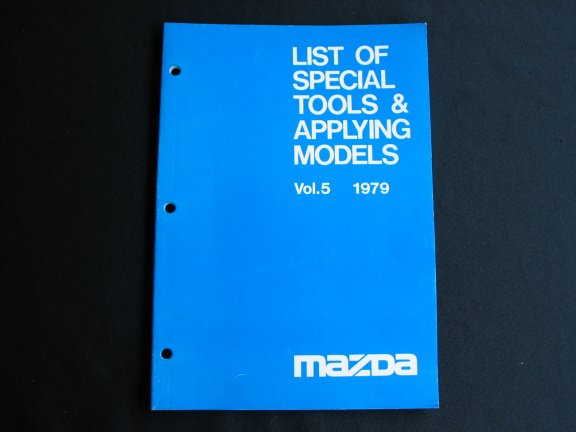 LIST OF
SPECIAL
TOOLS &
APPLYING
MODELS
Vol.5 1979
mazda